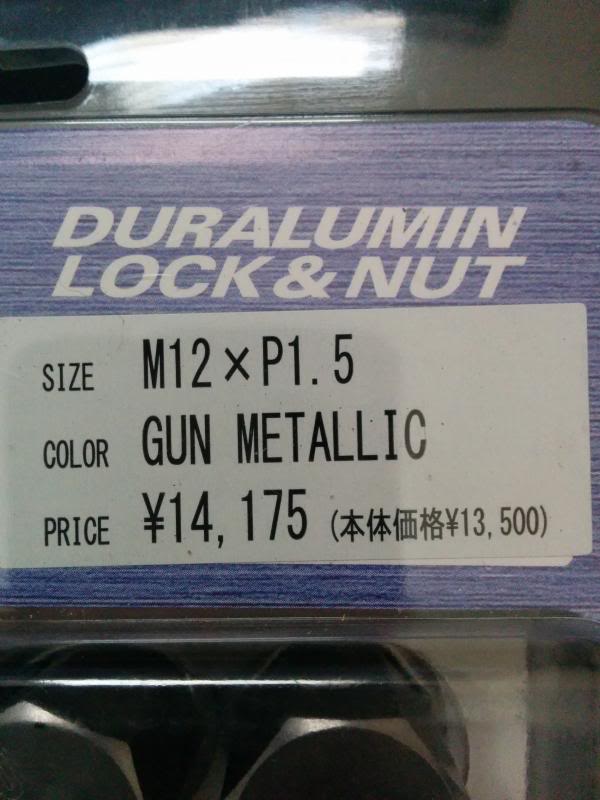 DURALUMIN
LOCK&NUT
SIZE M12×P1.5
COLOR GUN METALLIC
PRICE ¥14,175 (本体価格¥13,500)